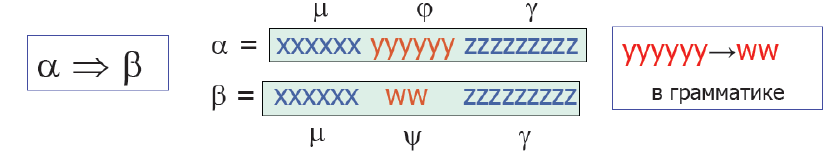 μ φ γ
α ⇒ β
α = xxxxxx yyyyyy zzzzzzzzz
β = xxxxxx ww zzzzzzzzz
μ ψ γ
yyyyyy→ww
в грамматике